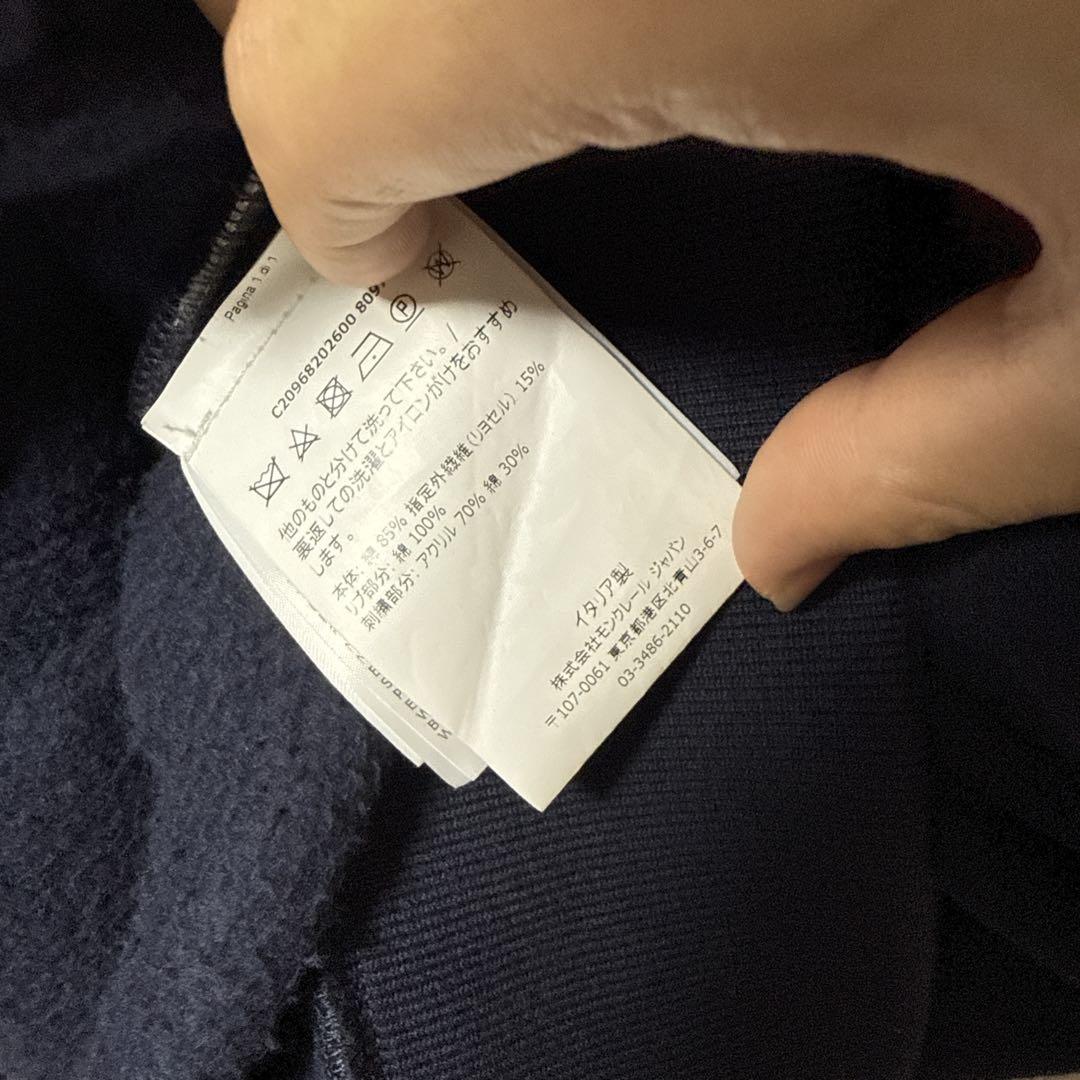 Pagina 1 di 1
C20968202600 809
P
W
他のものと分けて洗って下さい。/
裏返しての洗濯とアイロンがけをおすすめ
します。
本体: 綿 85% 指定外繊維 (リヨセル) 15%
リブ部分: 綿 100%
刺繍部分: アクリル 70% 綿 30%
イタリア製
株式会社モンクレール ジャパン
〒107-0061 東京都港区北青山3-6-7
03-3486-2110